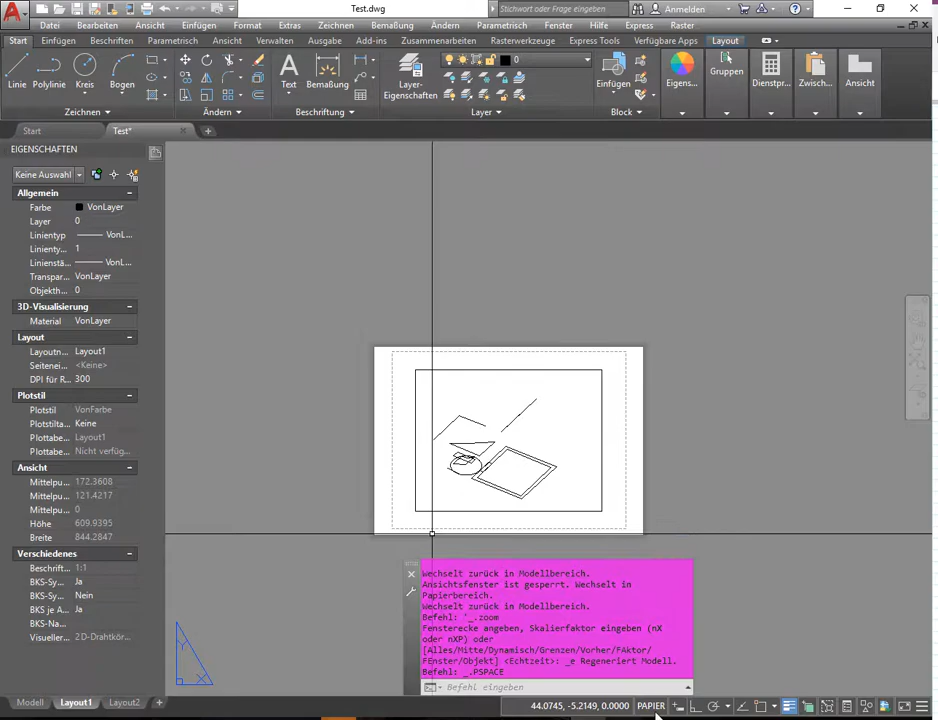 Test.dwg
Stichwort oder Frage eingeben
Anmelden
Datei Bearbeiten Ansicht Einfügen Format Extras Zeichnen Bemaßung Ändern Parametrisch Fenster Hilfe Express Raster
Start Einfügen Beschriften Parametrisch Ansicht Verwalten Ausgabe Add-ins Zusammenarbeiten Rasterwerkzeuge Express Tools Verfügbare Apps Layout
0
Linie Polylinie Kreis Bogen Text Bemaßung Layer-Eigenschaften Einfügen Eigens... Gruppen Dienstpr... Zwisch... Ansicht
Zeichnen Ändern Beschriftung Layer Block
Start Test*
EIGENSCHAFTEN
Keine Auswahl
Allgemein
Farbe VonLayer
Layer 0
Linientyp VonL...
Linienty... 1
Linienstä... VonL...
Transpar... VonLayer
Objekth... 0
3D-Visualisierung
Material VonLayer
Layout
Layoutn... Layout1
Seitenei... <Keine>
DPI für R... 300
Plotstil
Plotstil VonFarbe
Plotstilta... Keine
Plottabe... Layout1
Plottabe... Nicht verfüg...
Ansicht
Mittelpu... 172.3608
Mittelpu... 121.4217
Mittelpu... 0
Höhe 609.9395
Breite 844.2847
Verschiedenes
Beschrif... 1:1
BKS-Sy... Ja
BKS-Sy... Nein
BKS je A... Ja
Visueller... 2D-Drahtkör...
Y
X
Wechselt zurück in Modellbereich.
Ansichtsfenster ist gesperrt. Wechselt in
Papierbereich.
Wechselt zurück in Modellbereich.
Befehl: '_.zoom
Fensterecke angeben, Skalierfaktor eingeben (nX
oder nXP) oder
[Alles/Mitte/Dynamisch/Grenzen/Vorher/FAktor/
FEnster/Objekt] <Echtzeit>: _e Regeneriert Modell.
Befehl: _.PSPACE
Befehl eingeben
Modell Layout1 Layout2 +
44.0745, -5.2149, 0.0000 PAPIER